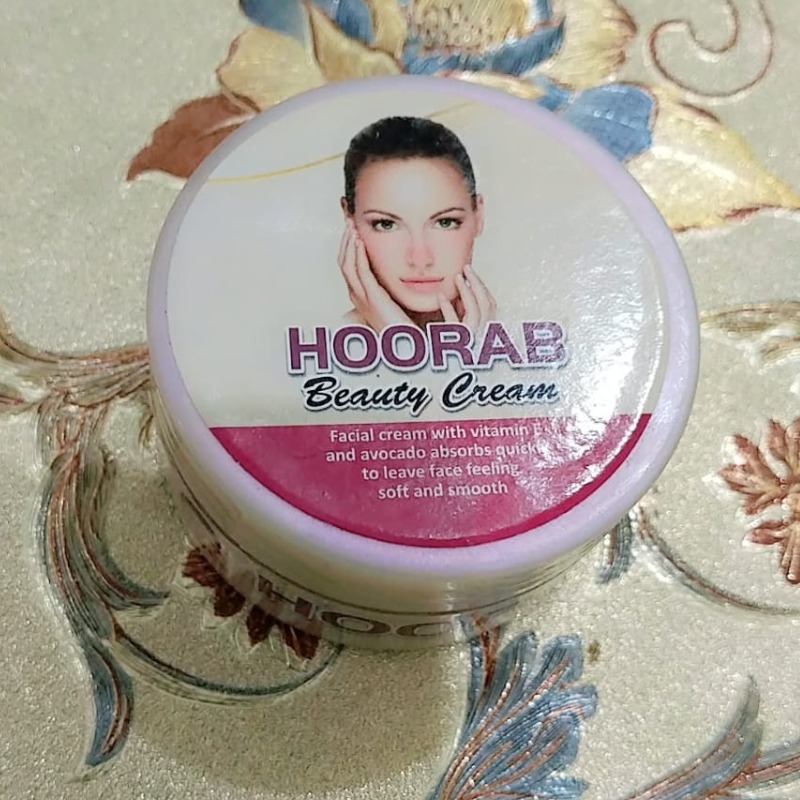 HOORAB
Beauty Cream
Facial cream with vitamin E
and avocado absorbs
to leave face feeling
soft and smooth